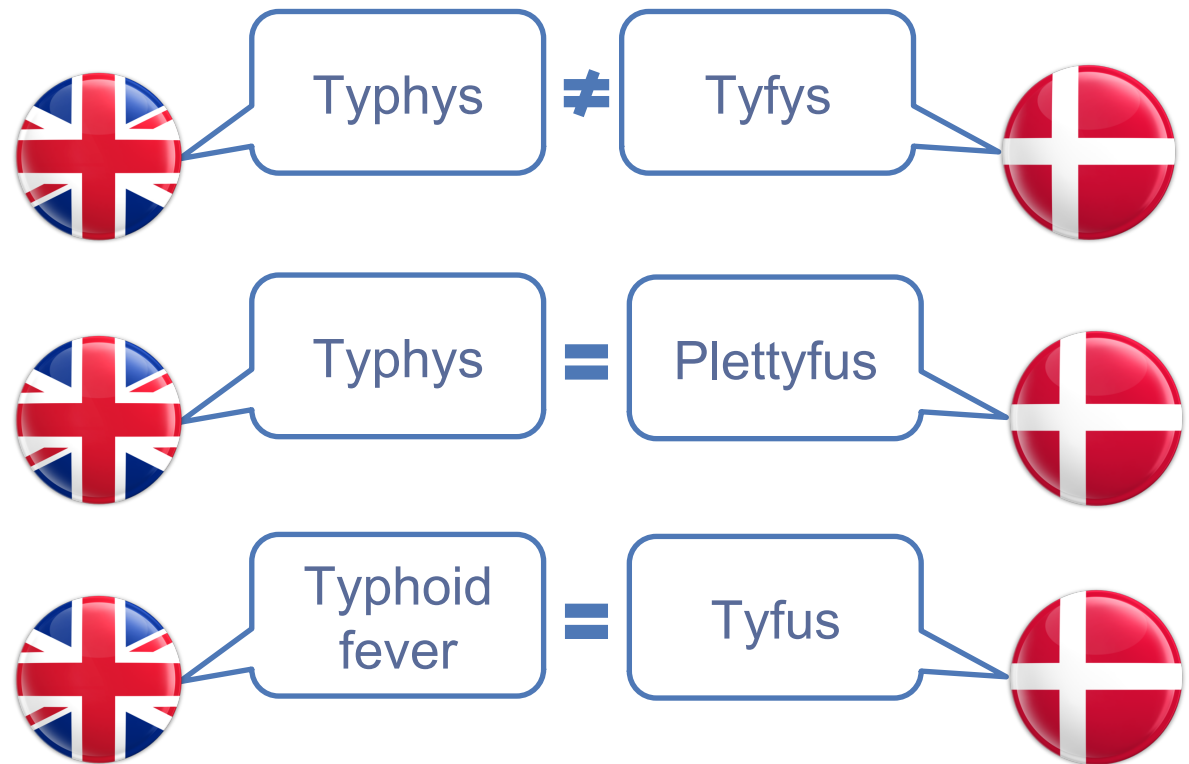 Typhys ≠ Tyfys
Typhys = Plettyfus
Typhoid
fever = Tyfus